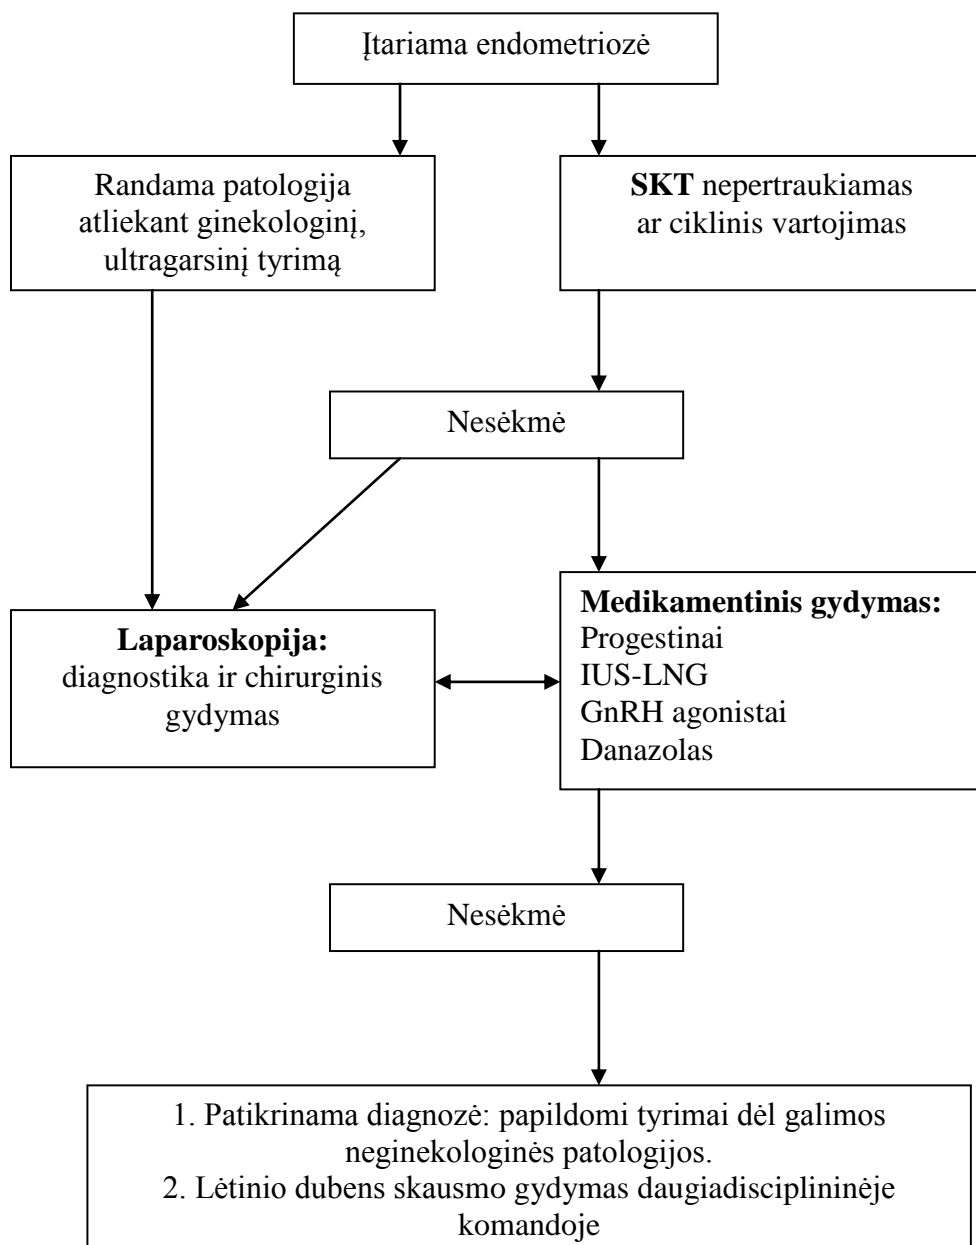 Įtariama endometriozė
Randama patologija
atliekant ginekologinį,
ultragarsinį tyrimą
SKT nepertraukiamas
ar ciklinis vartojimas
Nesėkmė
Laparoskopija:
diagnostika ir chirurginis
gydymas
Medikamentinis gydymas:
Progestinai
IUS-LNG
GnRH agonistai
Danazolas
Nesėkmė
1. Patikrinama diagnozė: papildomi tyrimai dėl galimos
neginekologinės patologijos.
2. Lėtinio dubens skausmo gydymas daugiadisciplininėje
komandoje